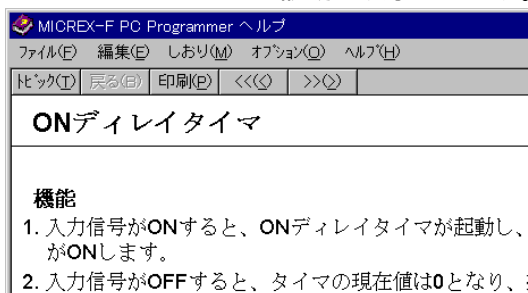 MICREX-F PC Programmer ヘルプ
ファイル(F) 編集(E) しおり(M) オプション(O) ヘルプ(H)
トピック(T) 戻る(B) 印刷(P) <<(<) >>(>)
ONディレイタイマ
機能
1. 入力信号がONすると、ONディレイタイマが起動し、
がONします。
2. 入力信号がOFFすると、タイマの現在値は0となり、